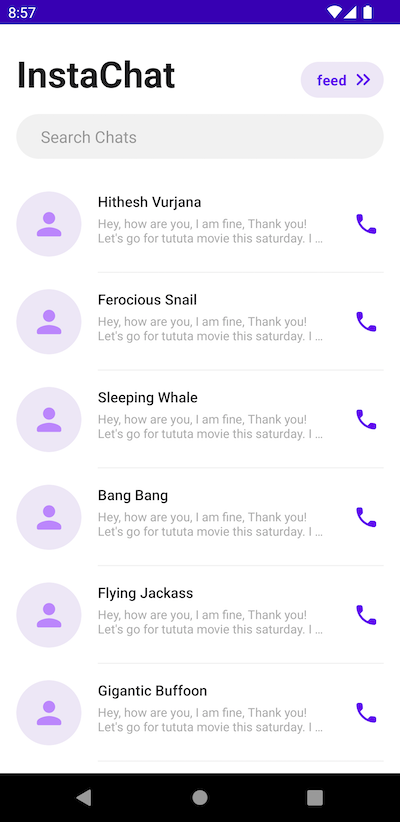 8:57
InstaChat
feed
Search Chats
Hithesh Vurjana
Hey, how are you, I am fine, Thank you!
Let's go for tututa movie this saturday. I ...
Ferocious Snail
Hey, how are you, I am fine, Thank you!
Let's go for tututa movie this saturday. I ...
Sleeping Whale
Hey, how are you, I am fine, Thank you!
Let's go for tututa movie this saturday. I ...
Bang Bang
Hey, how are you, I am fine, Thank you!
Let's go for tututa movie this saturday. I ...
Flying Jackass
Hey, how are you, I am fine, Thank you!
Let's go for tututa movie this saturday. I ...
Gigantic Buffoon
Hey, how are you, I am fine, Thank you!
Let's go for tututa movie this saturday. I ...